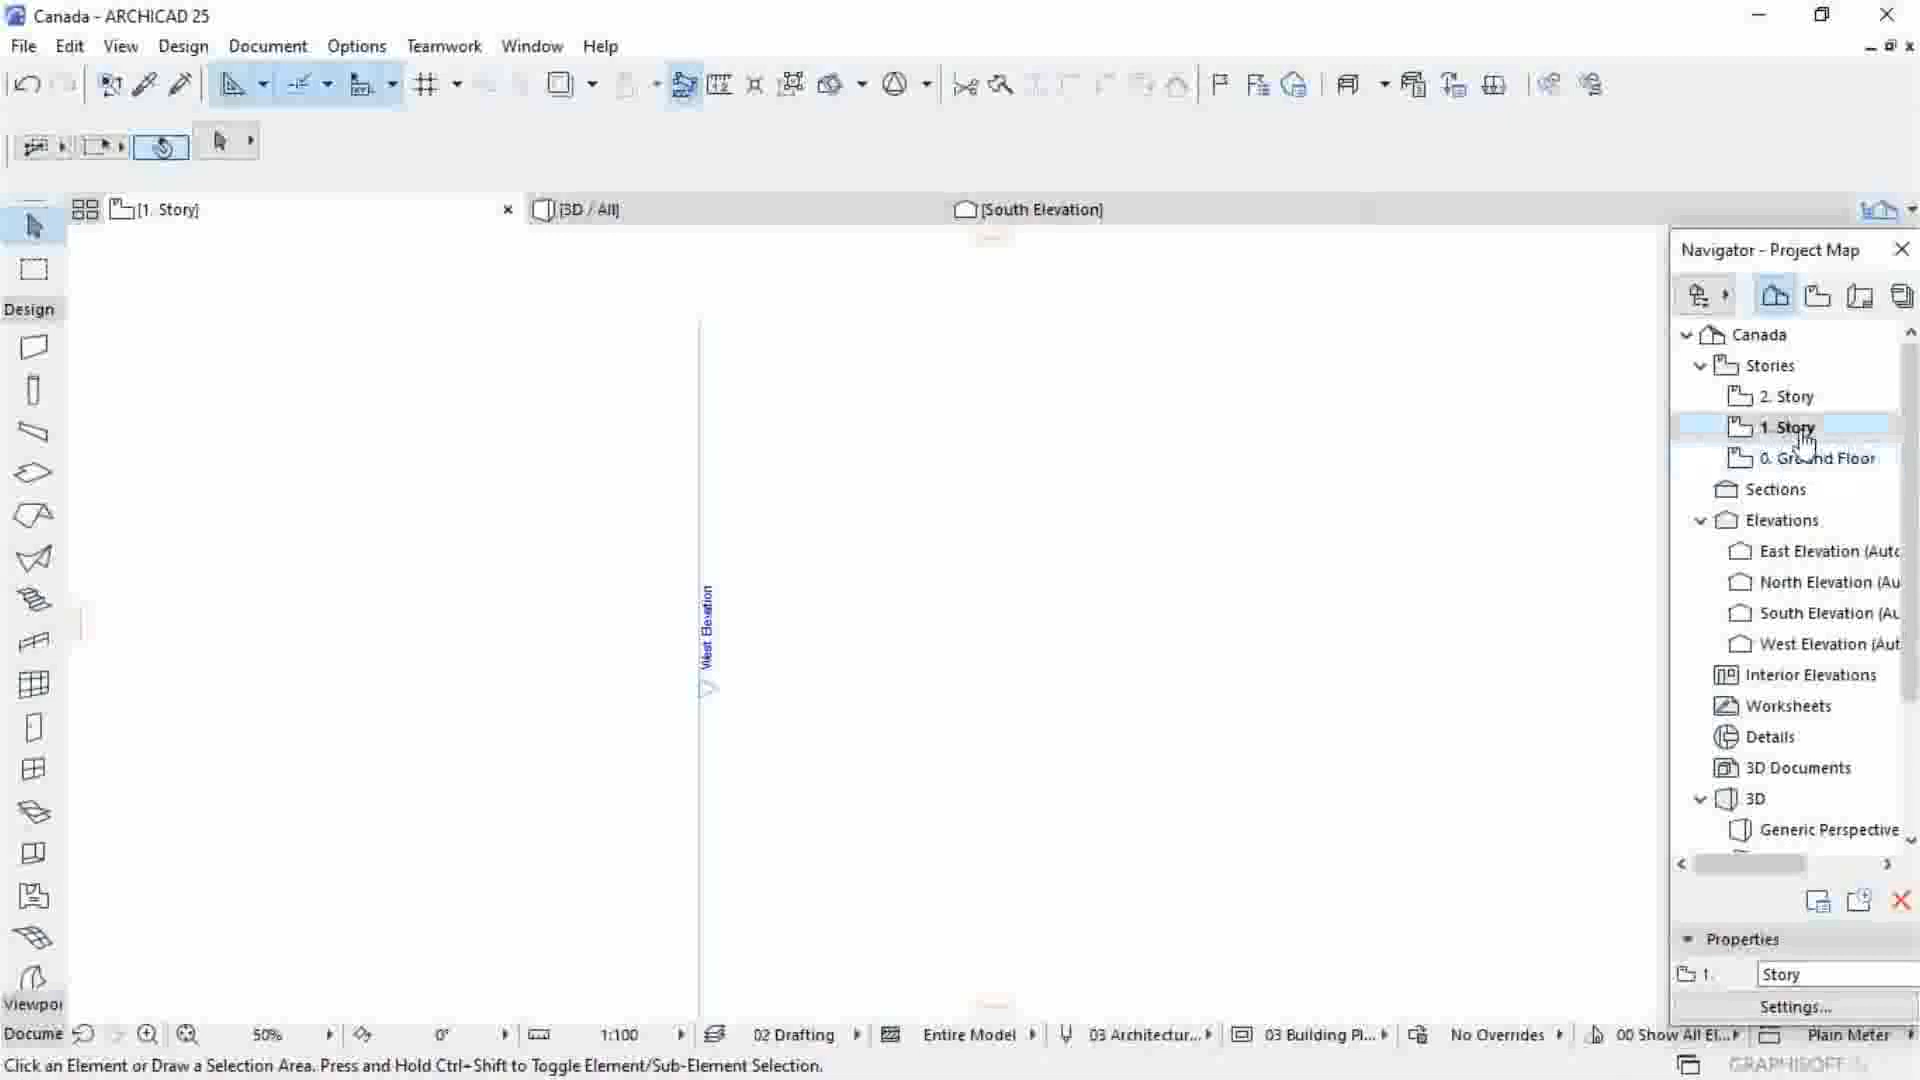 Canada - ARCHICAD 25
File Edit View Design Document Options Teamwork Window Help
[1. Story]
[3D / All]
[South Elevation]
Design
West Elevation
Navigator - Project Map
Canada
Stories
2. Story
1. Story
0. Ground Floor
Sections
Elevations
East Elevation (Auto
North Elevation (Au
South Elevation (Au
West Elevation (Aut
Interior Elevations
Worksheets
Details
3D Documents
3D
Generic Perspective
Properties
1. Story
Settings...
Viewpoi
Docume
50% 0° 1:100 02 Drafting Entire Model 03 Architectur... 03 Building Pl... No Overrides 00 Show All El... Plain Meter
Click an Element or Draw a Selection Area. Press and Hold Ctrl+Shift to Toggle Element/Sub-Element Selection.
GRAPHISOFT